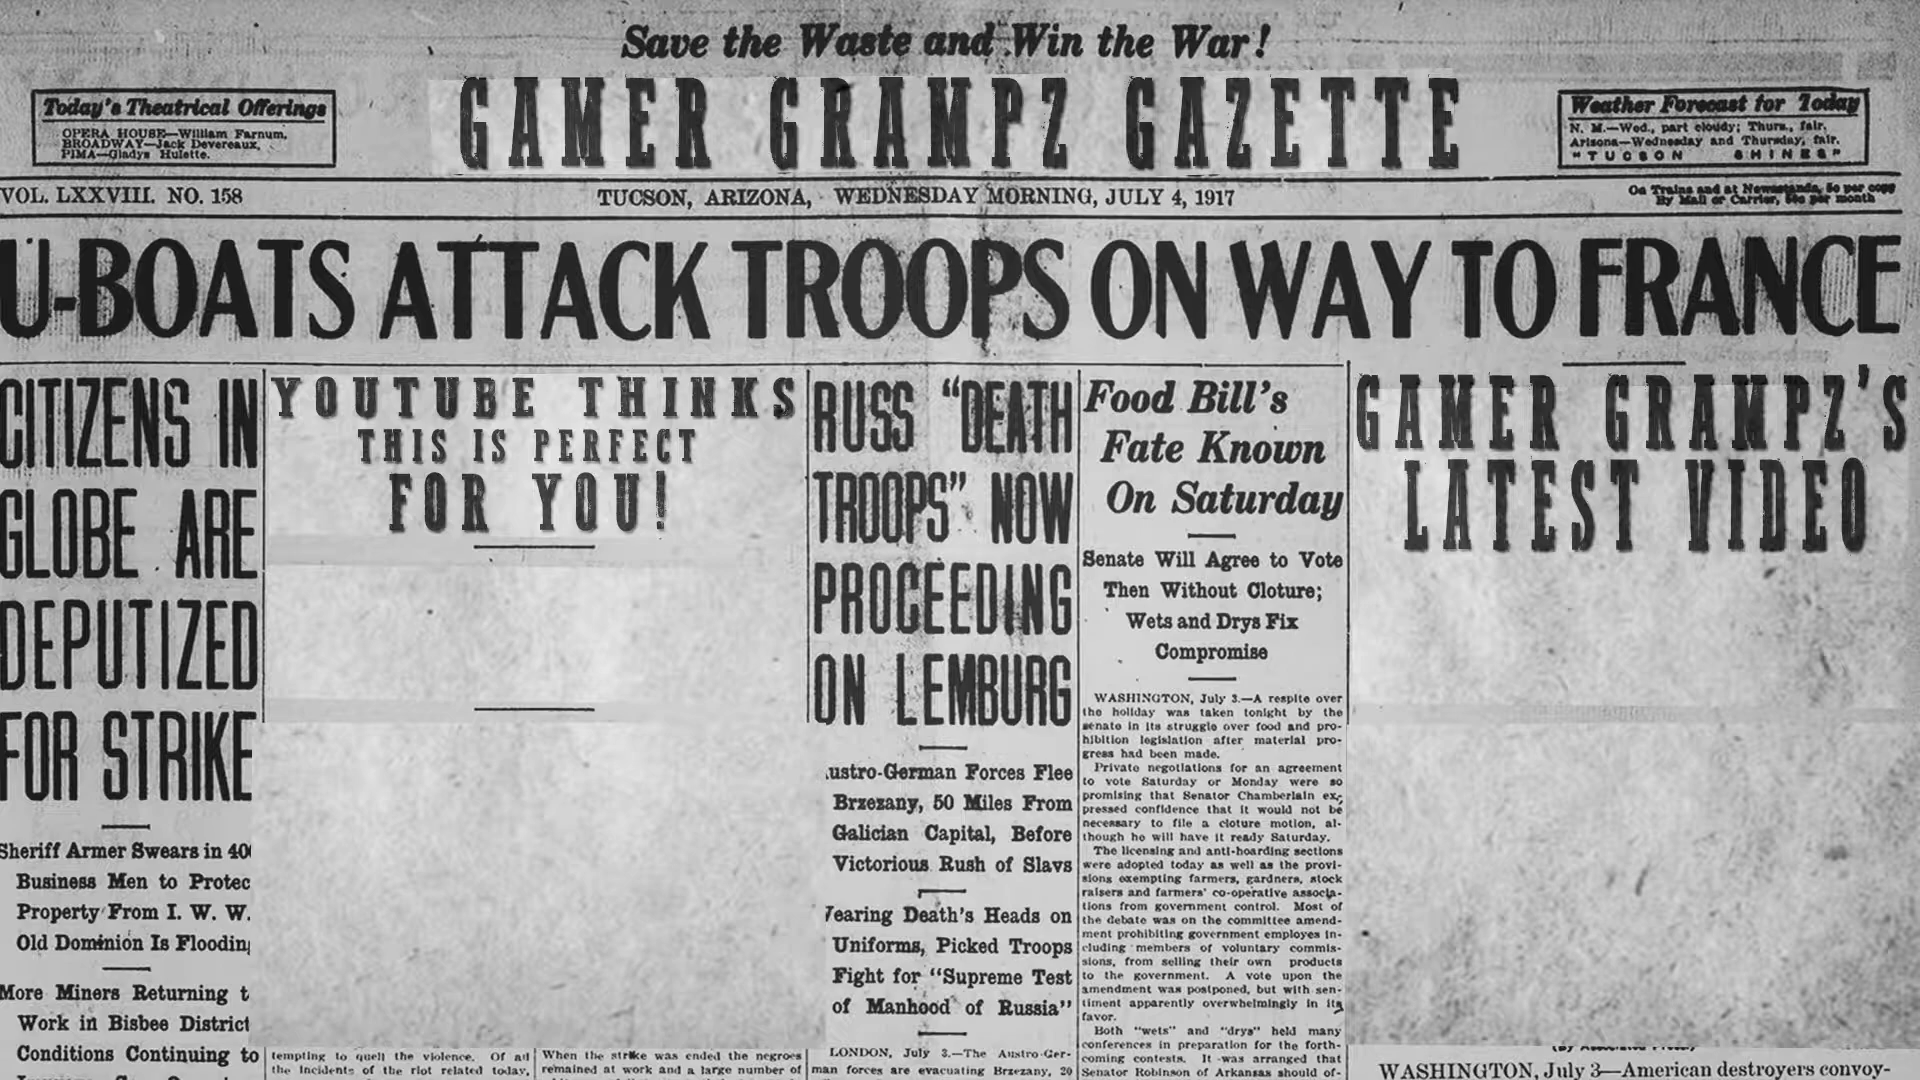 Save the Waste and Win the War!
GAMER GRAMPZ GAZETTE
Today's Theatrical Offerings
OPERA HOUSE—William Farnum.
BROADWAY—Jack Devereaux.
PIMA—Gladys Hulette.
Weather Forecast for Today
N. M.—Wed., part cloudy; Thurs., fair.
Arizona—Wednesday and Thursday, fair.
"TUCSON SHINES"
VOL. LXXVIII. NO. 158
TUCSON, ARIZONA, WEDNESDAY MORNING, JULY 4, 1917
On Trains and at Newsstands, 5c per copy
By Mail or Carrier, per month
U-BOATS ATTACK TROOPS ON WAY TO FRANCE
CITIZENS IN
GLOBE ARE
DEPUTIZED
FOR STRIKE
Sheriff Armer Swears in 40
Business Men to Protec
Property From I. W. W.
Old Dominion Is Floodin
More Miners Returning t
Work in Bisbee District
Conditions Continuing to
YOUTUBE THINKS
THIS IS PERFECT
FOR YOU!
tempting to quell the violence. Of all
the incidents of the riot related today,
When the strike was ended the negroes
remained at work and a large number of
RUSS "DEATH
TROOPS" NOW
PROCEEDING
ON LEMBURG
ustro-German Forces Flee
Brzezany, 50 Miles From
Galician Capital, Before
Victorious Rush of Slavs
earing Death's Heads on
Uniforms, Picked Troops
Fight for "Supreme Test
of Manhood of Russia"
LONDON, July 3.—The Austro-Ger-
man forces are evacuating Brzezany, 20
Food Bill's
Fate Known
On Saturday
Senate Will Agree to Vote
Then Without Cloture;
Wets and Drys Fix
Compromise
WASHINGTON, July 3.—A respite over
the holiday was taken tonight by the
senate in its struggle over food and pro-
hibition legislation after material pro-
gress had been made.
Private negotiations for an agreement
to vote Saturday or Monday were so
promising that Senator Chamberlain ex-
pressed confidence that it would not be
necessary to file a cloture motion, al-
though he will have it ready Saturday.
The licensing and anti-hoarding sections
were adopted today as well as the provi-
sions exempting farmers, gardners, stock
raisers and farmers' co-operative associa-
tions from government control. Most of
the debate was on the committee amend-
ment prohibiting government employes in-
cluding members of voluntary commis-
sions, from selling their own products
to the government. A vote upon the
amendment was postponed, but with sen-
timent apparently overwhelmingly in its
favor.
Both "wets" and "drys" held many
conferences in preparation for the forth-
coming contests. It was arranged that
Senator Robinson of Arkansas should of-
GAMER GRAMPZ'S
LATEST VIDEO
WASHINGTON, July 3—American destroyers convoy-